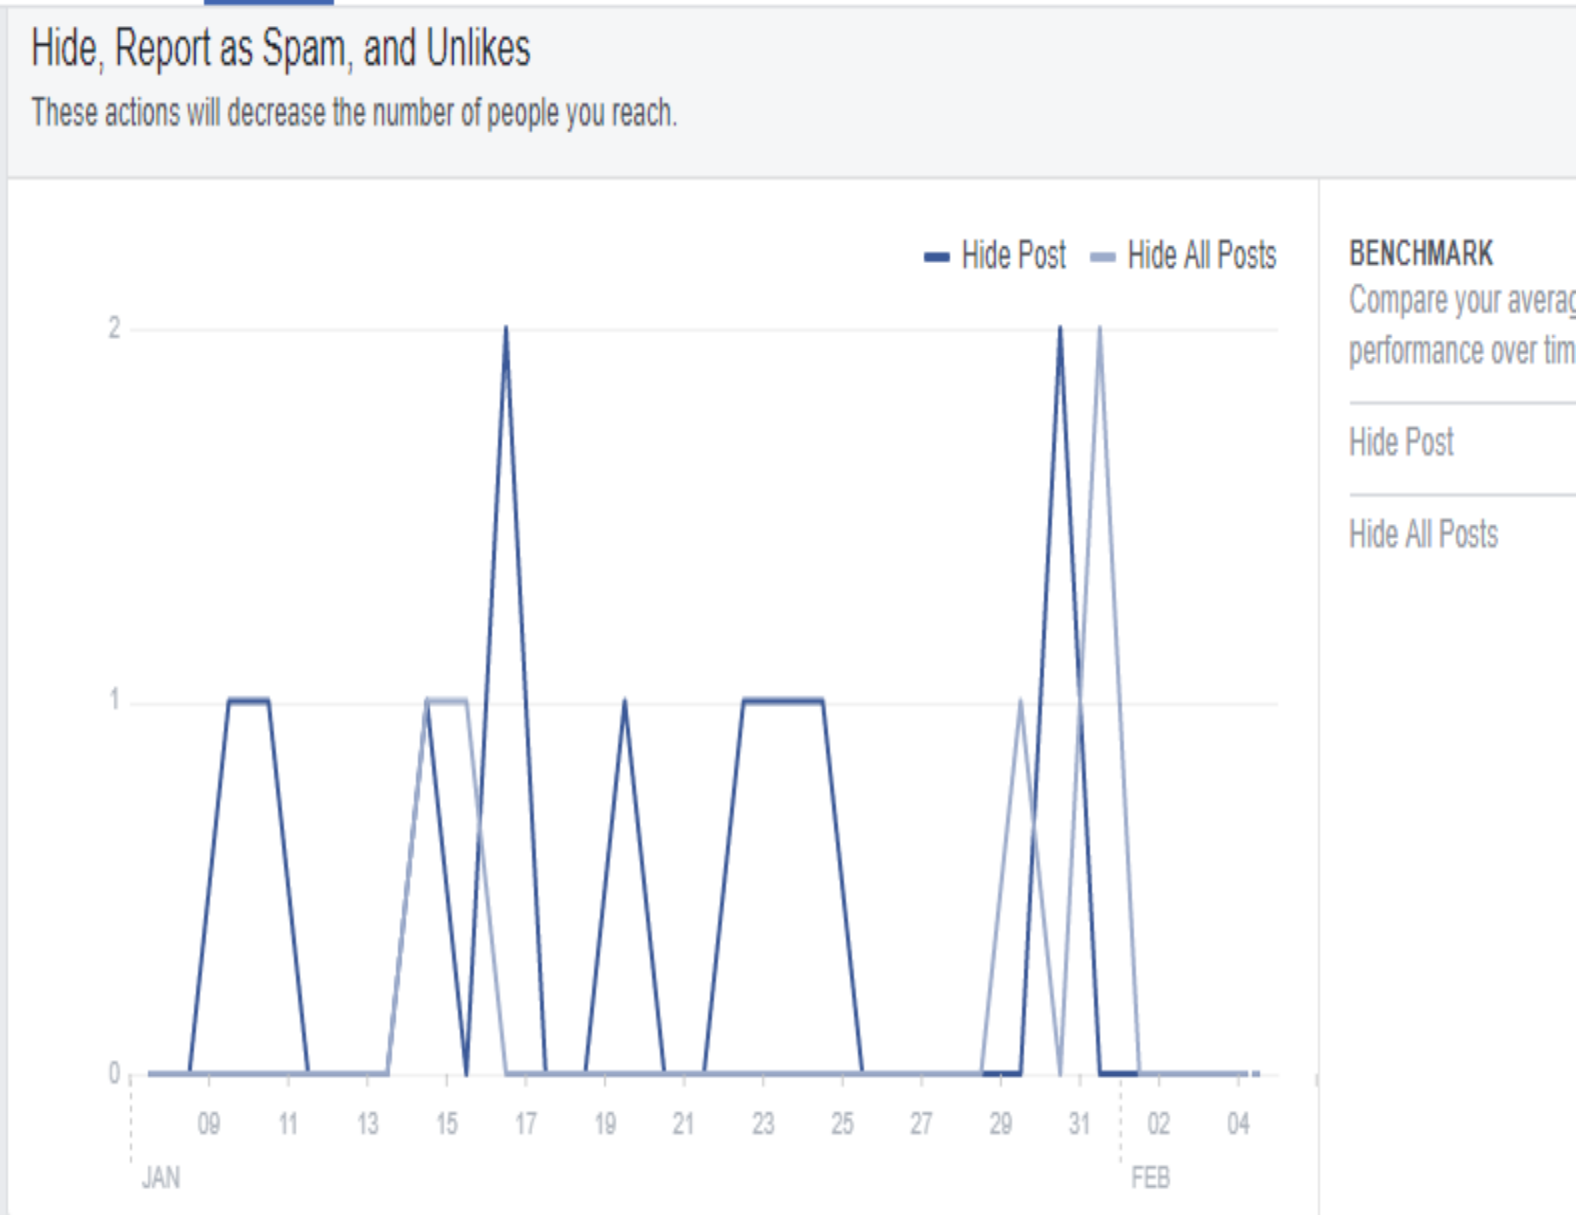 Hide, Report as Spam, and Unlikes
These actions will decrease the number of people you reach.
Hide Post Hide All Posts
BENCHMARK
Compare your averag
performance over tim
Hide Post
Hide All Posts
2
1
0
09 11 13 15 17 19 21 23 25 27 29 31 02 04
JAN FEB